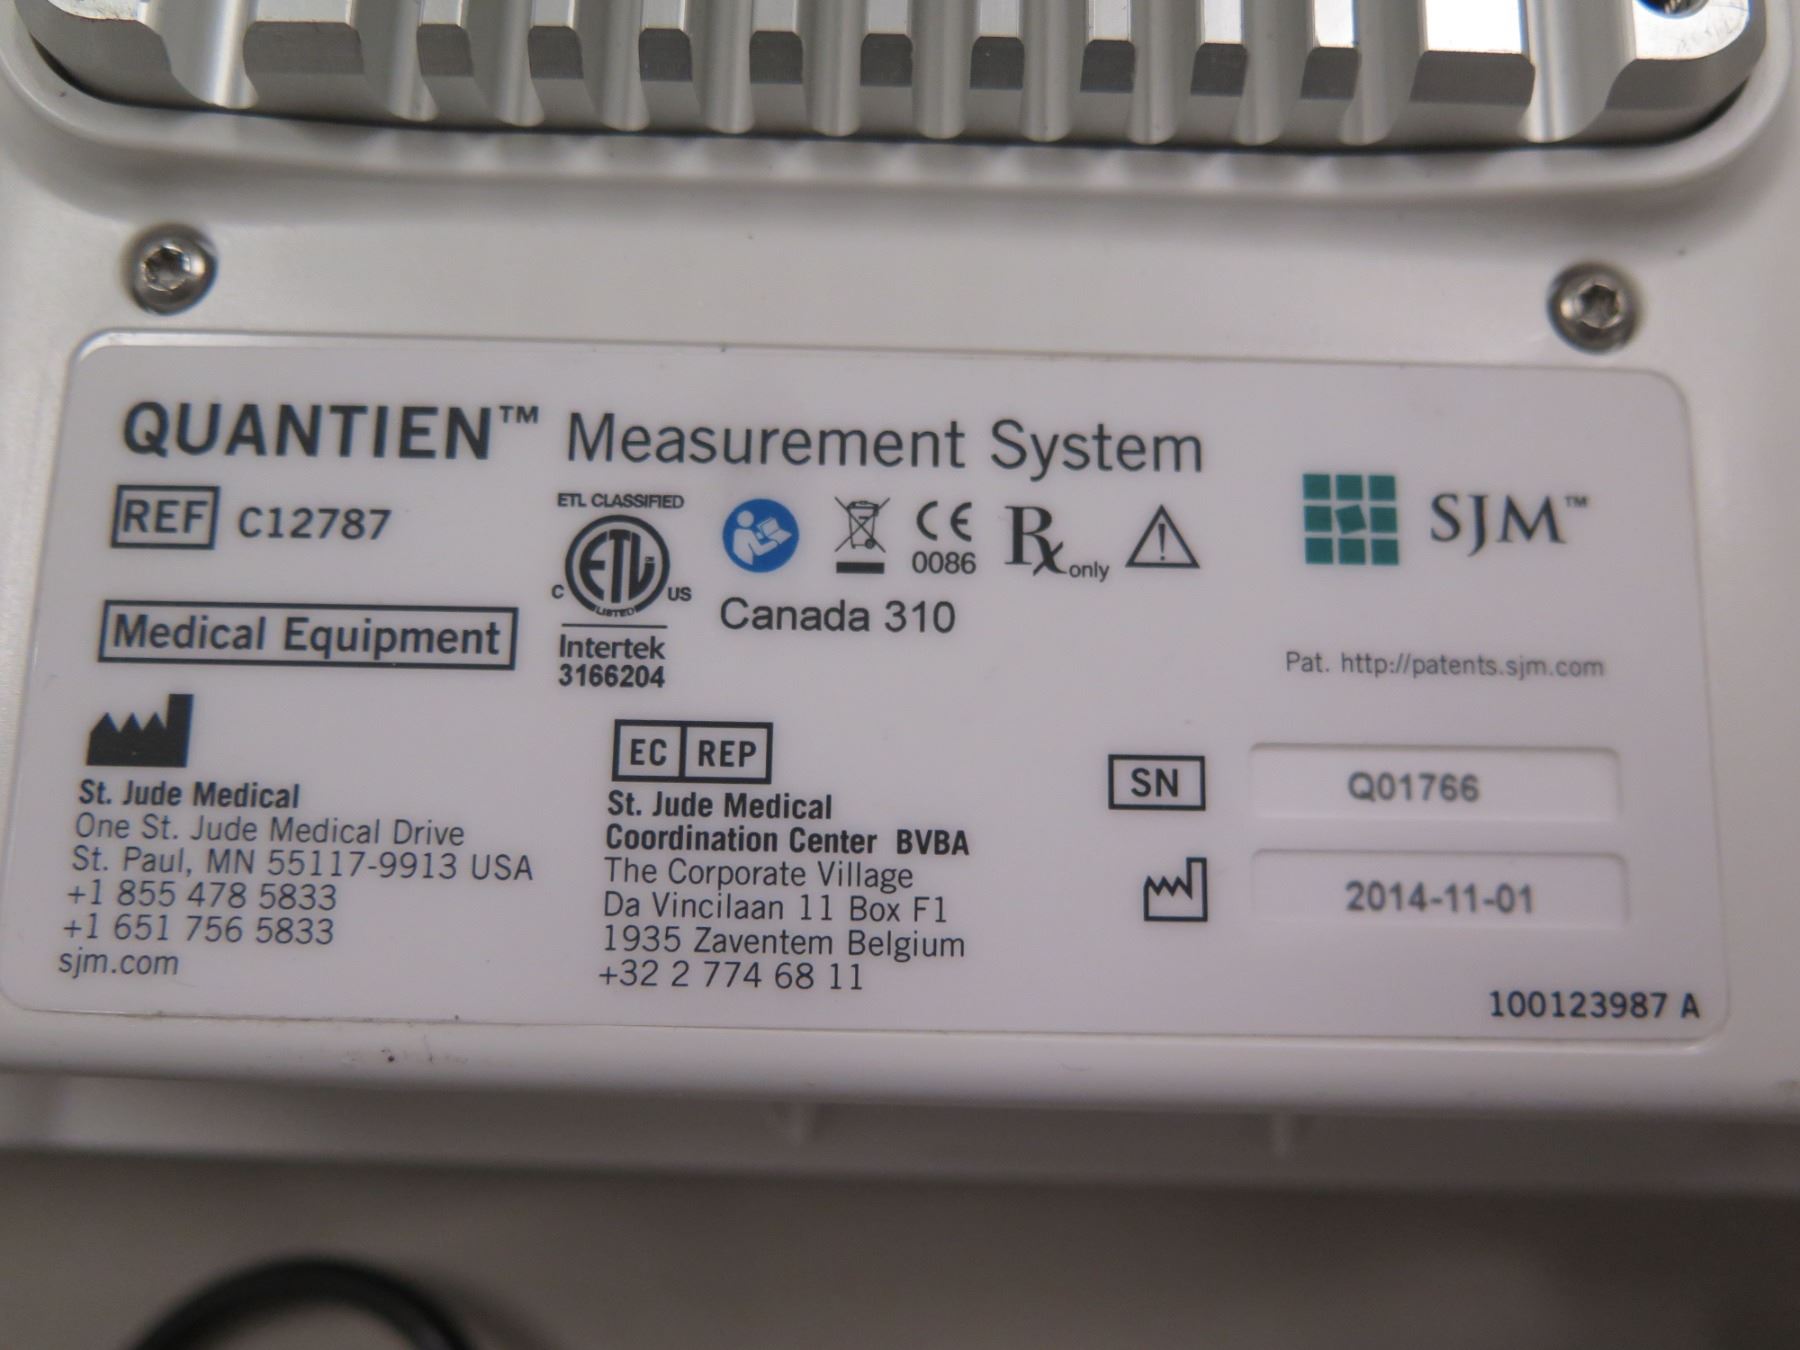 QUANTIEN™ Measurement System
REF C12787
Medical Equipment
ETL CLASSIFIED
ETL
LISTED
C US
Intertek
3166204
CE
0086
Rx only
Canada 310
SJM™
Pat. http://patents.sjm.com
St. Jude Medical
One St. Jude Medical Drive
St. Paul, MN 55117-9913 USA
+1 855 478 5833
+1 651 756 5833
sjm.com
EC REP
St. Jude Medical
Coordination Center BVBA
The Corporate Village
Da Vincilaan 11 Box F1
1935 Zaventem Belgium
+32 2 774 68 11
SN Q01766
2014-11-01
100123987 A